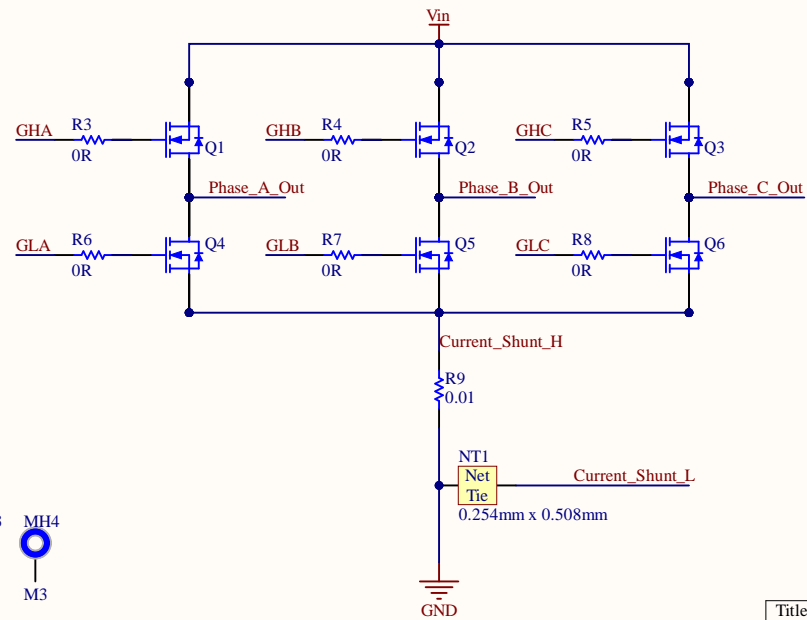 Vin
GHA
R3
0R
Q1
GHB
R4
0R
Q2
GHC
R5
0R
Q3
Phase_A_Out
Phase_B_Out
Phase_C_Out
GLA
R6
0R
Q4
GLB
R7
0R
Q5
GLC
R8
0R
Q6
Current_Shunt_H
R9
0.01
NT1
Net
Tie
Current_Shunt_L
0.254mm x 0.508mm
MH4
M3
GND
Title